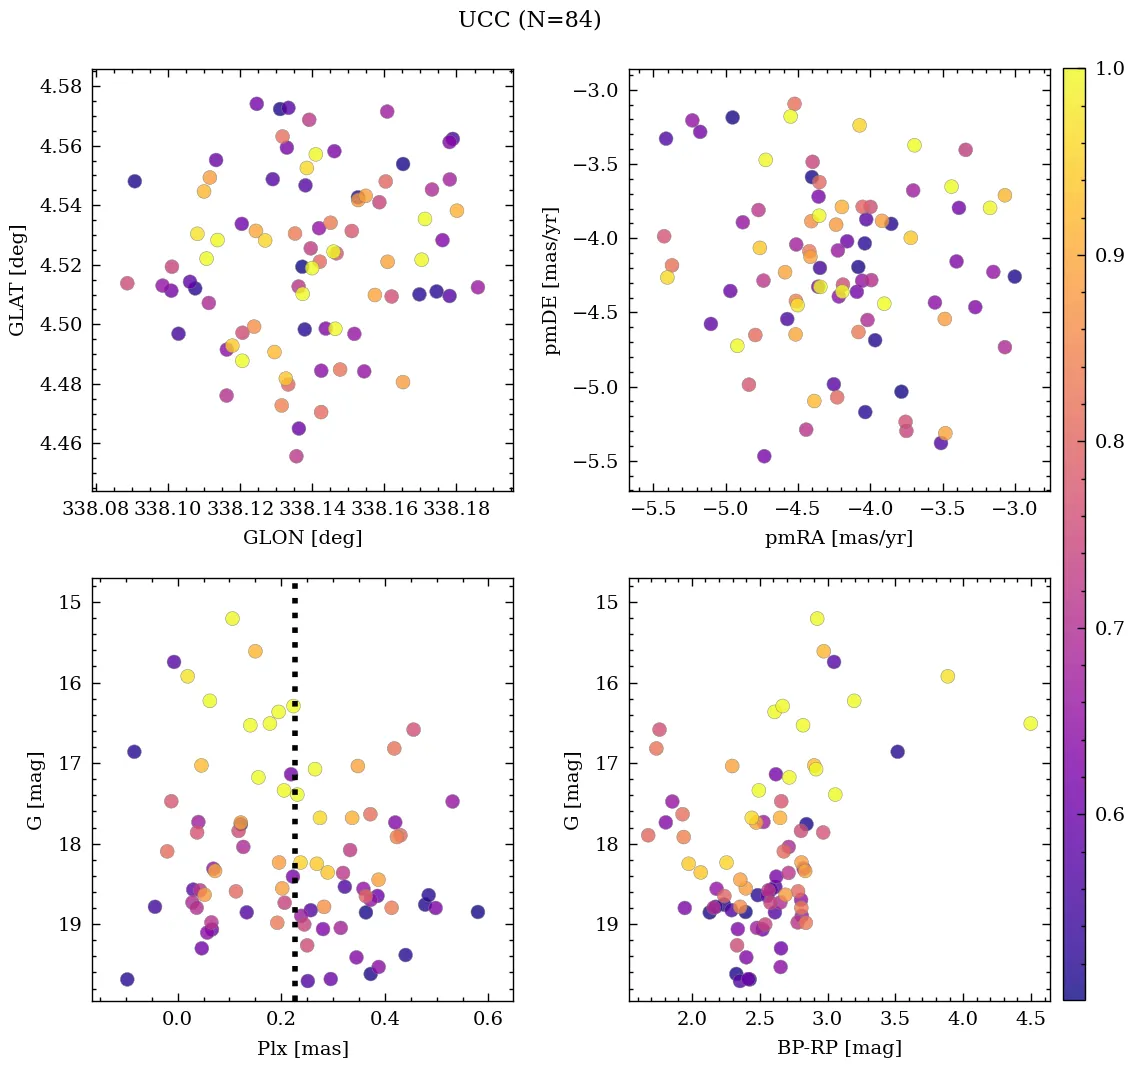 UCC (N=84)
4.58
4.56
4.54
4.52
4.50
4.48
4.46
GLAT [deg]
338.08 338.10 338.12 338.14 338.16 338.18
GLON [deg]
−3.0
−3.5
−4.0
−4.5
−5.0
−5.5
pmDE [mas/yr]
−5.5 −5.0 −4.5 −4.0 −3.5 −3.0
pmRA [mas/yr]
15
16
17
18
19
G [mag]
0.0 0.2 0.4 0.6
Plx [mas]
15
16
17
18
19
G [mag]
2.0 2.5 3.0 3.5 4.0 4.5
BP-RP [mag]
1.0
0.9
0.8
0.7
0.6